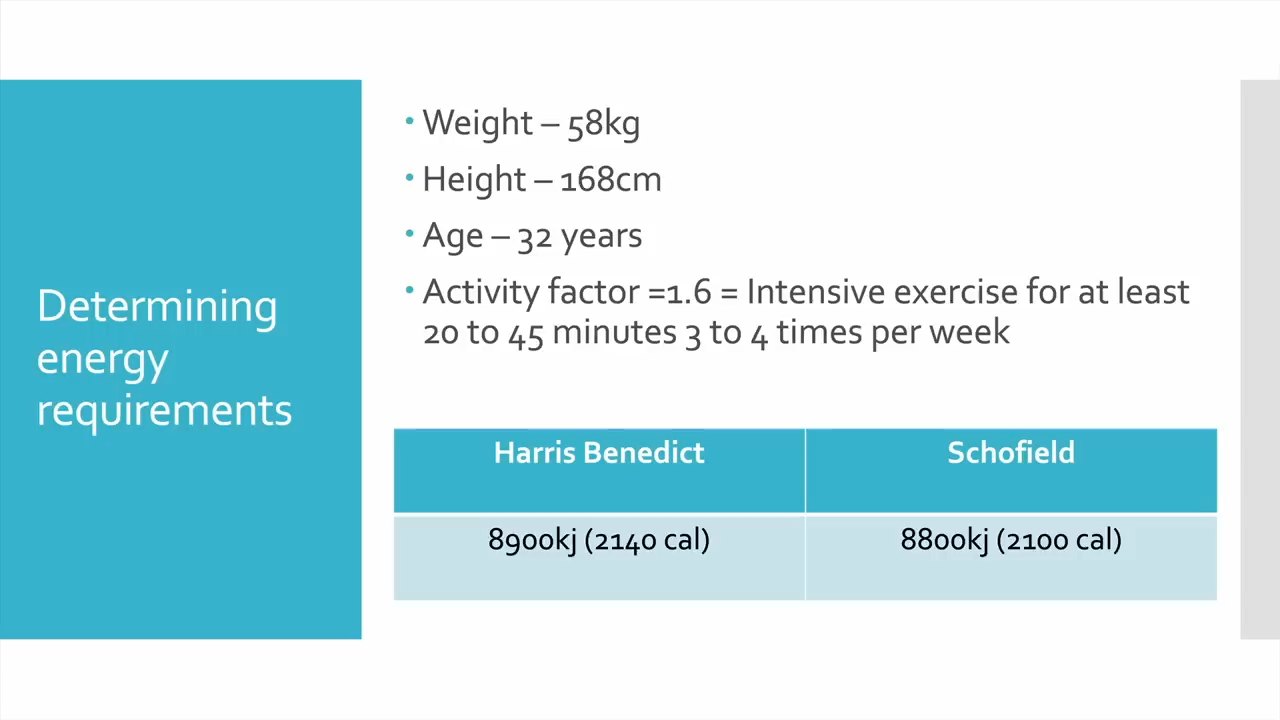 Determining
energy
requirements
• Weight – 58kg
• Height – 168cm
• Age – 32 years
• Activity factor =1.6 = Intensive exercise for at least
20 to 45 minutes 3 to 4 times per week
Harris Benedict
Schofield
8900kj (2140 cal)
8800kj (2100 cal)